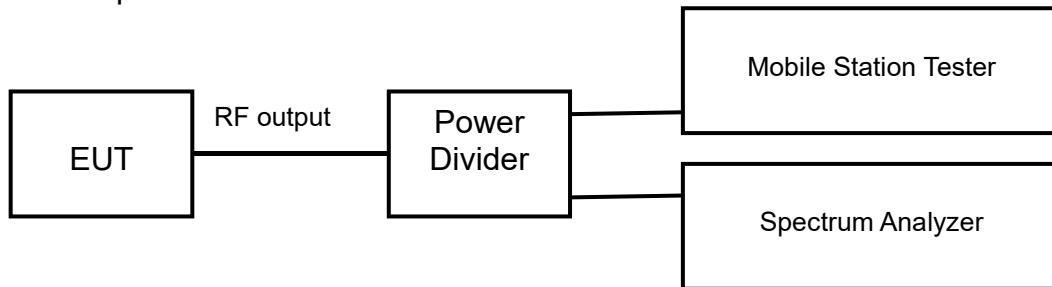 EUT
RF output
Power
Divider
Mobile Station Tester
Spectrum Analyzer